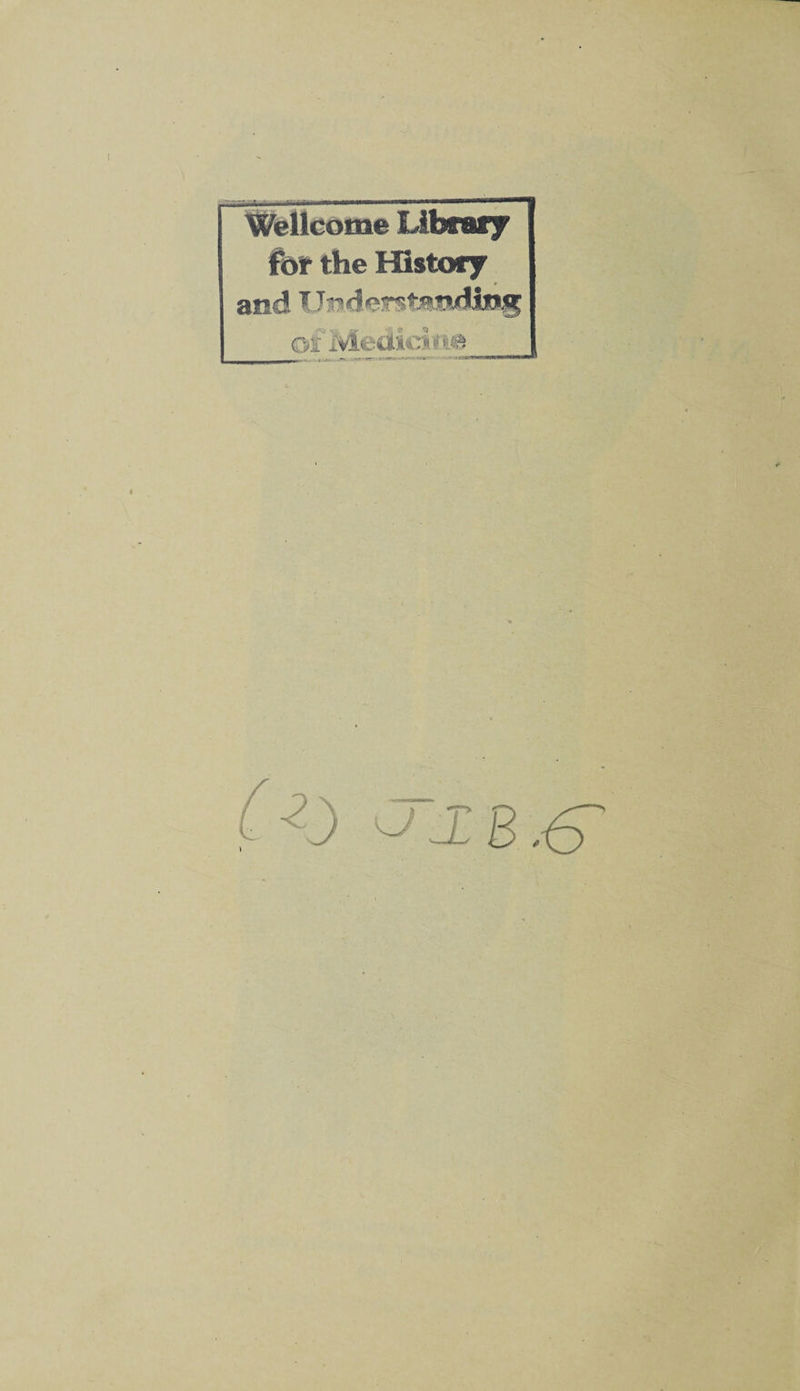 Wellcome Library
for the History
and Understanding
of Medicine
(2) JIB.6